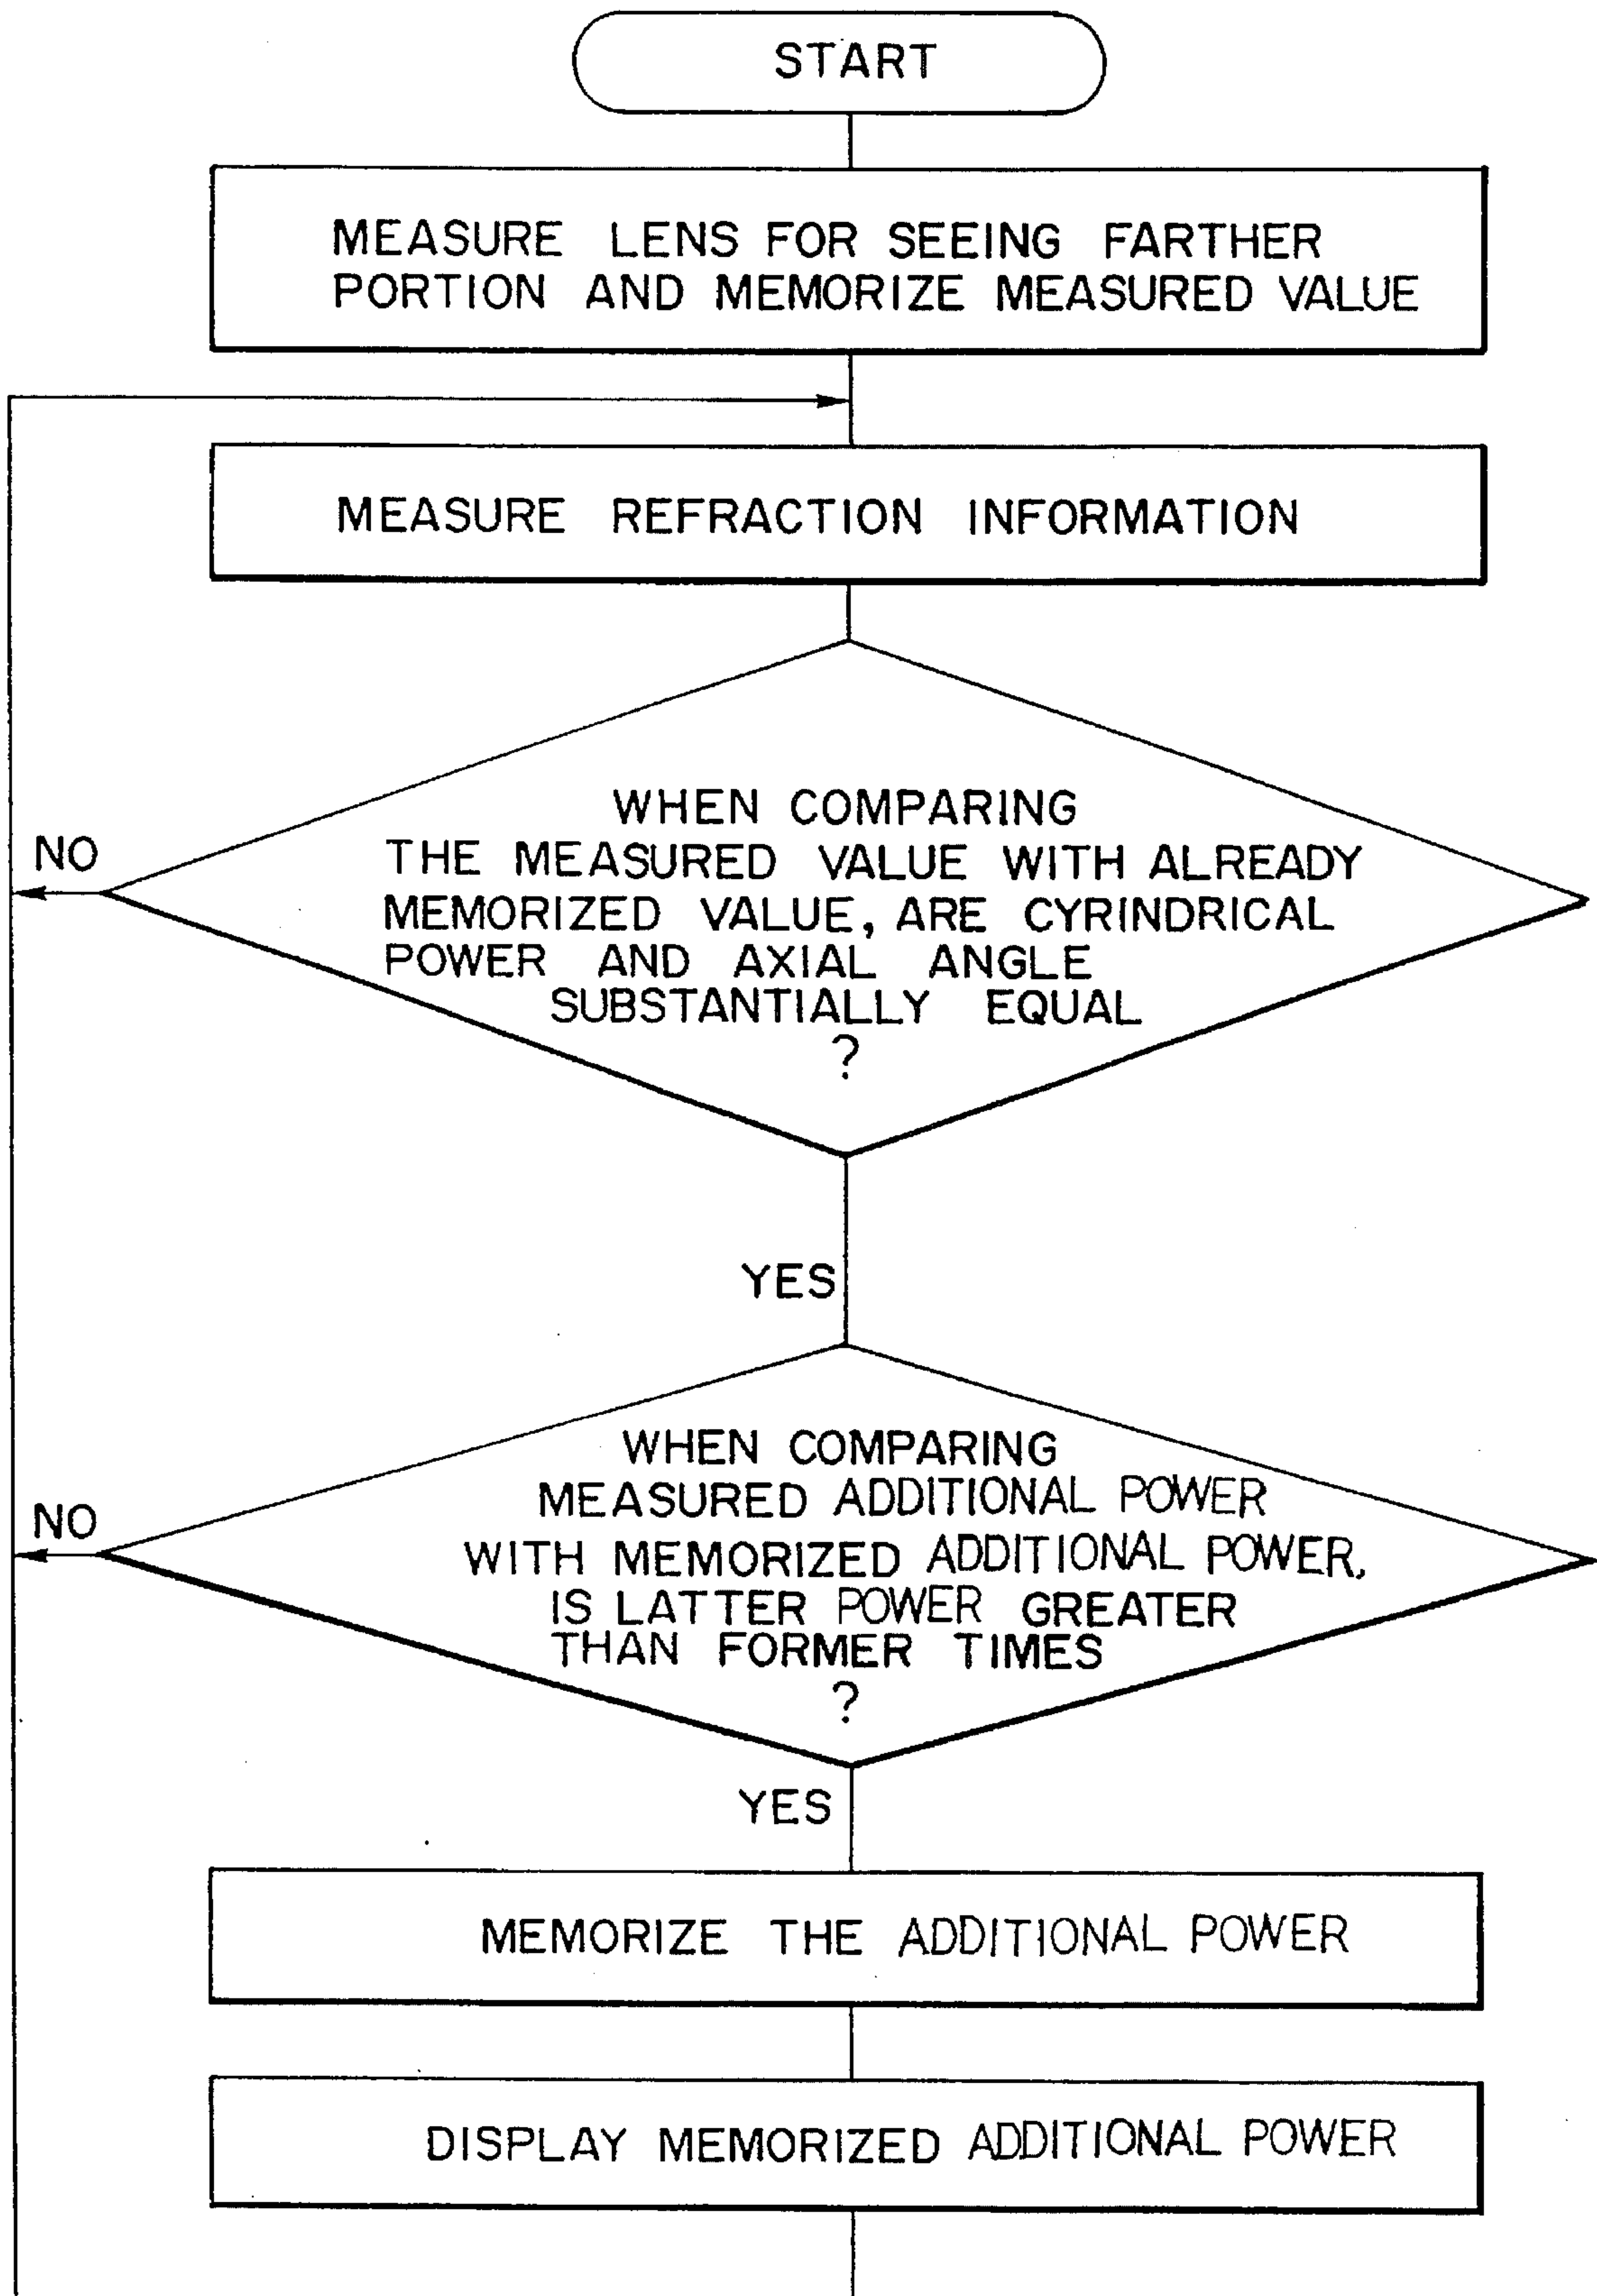 START
MEASURE LENS FOR SEEING FARTHER
PORTION AND MEMORIZE MEASURED VALUE
MEASURE REFRACTION INFORMATION
WHEN COMPARING
THE MEASURED VALUE WITH ALREADY
MEMORIZED VALUE, ARE CYRINDRICAL
POWER AND AXIAL ANGLE
SUBSTANTIALLY EQUAL
?
NO
YES
WHEN COMPARING
MEASURED ADDITIONAL POWER
WITH MEMORIZED ADDITIONAL POWER,
IS LATTER POWER GREATER
THAN FORMER TIMES
?
NO
YES
MEMORIZE THE ADDITIONAL POWER
DISPLAY MEMORIZED ADDITIONAL POWER